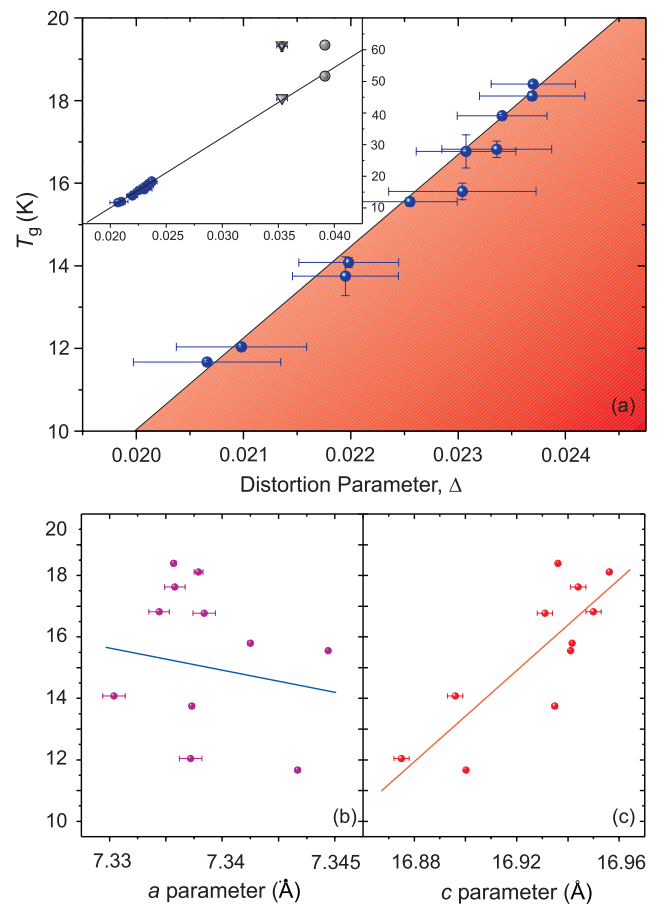 20
18
16
14
12
10
T_g (K)
60
50
40
30
20
10
0.020 0.025 0.030 0.035 0.040
(a)
0.020 0.021 0.022 0.023 0.024
Distortion Parameter, Δ
20
18
16
14
12
10
(b) (c)
7.33 7.34 7.345 16.88 16.92 16.96
a parameter (Å) c parameter (Å)